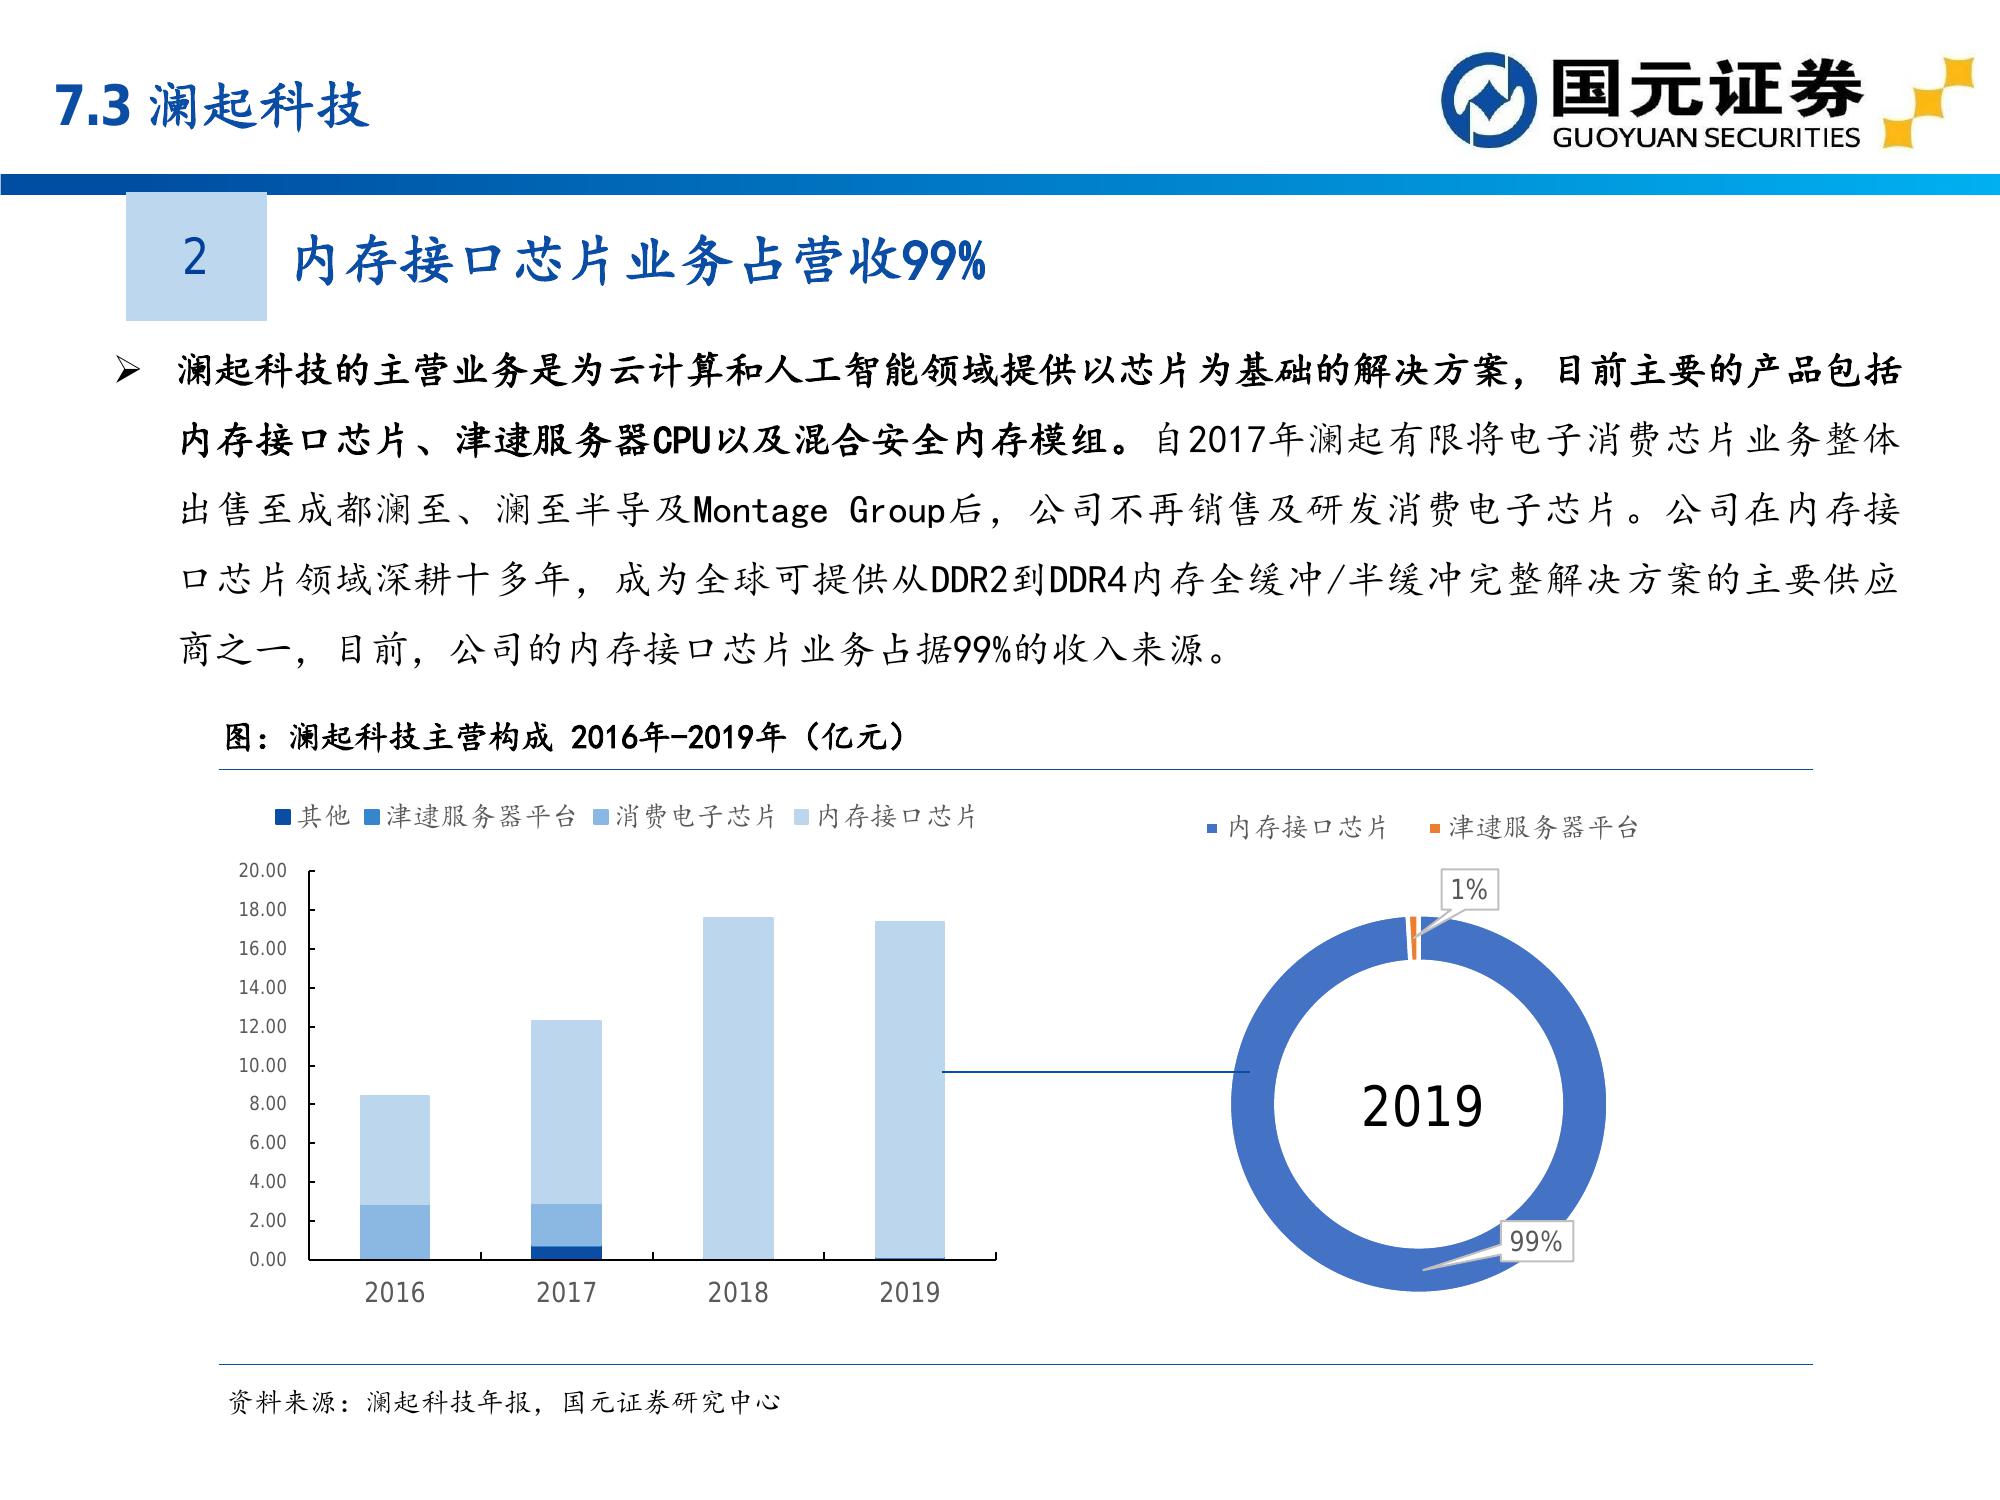 7.3 澜起科技
国元证券
GUOYUAN SECURITIES
2
内存接口芯片业务占营收99%
➢ 澜起科技的主营业务是为云计算和人工智能领域提供以芯片为基础的解决方案，目前主要的产品包括
内存接口芯片、津逮服务器CPU以及混合安全内存模组。自2017年澜起有限将电子消费芯片业务整体
出售至成都澜至、澜至半导及Montage Group后，公司不再销售及研发消费电子芯片。公司在内存接
口芯片领域深耕十多年，成为全球可提供从DDR2到DDR4内存全缓冲/半缓冲完整解决方案的主要供应
商之一，目前，公司的内存接口芯片业务占据99%的收入来源。
图：澜起科技主营构成 2016年-2019年（亿元）
其他 津逮服务器平台 消费电子芯片 内存接口芯片
20.00
18.00
16.00
14.00
12.00
10.00
8.00
6.00
4.00
2.00
0.00
2016 2017 2018 2019
内存接口芯片 津逮服务器平台
1%
2019
99%
资料来源：澜起科技年报，国元证券研究中心